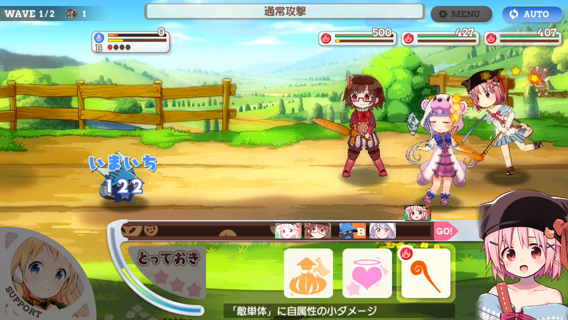 WAVE 1/2 1
通常攻撃
MENU
AUTO
B 0
500
427
407
いまいち
122
B
GO!
とっておき
SUPPORT
「敵単体」に自属性の小ダメージ